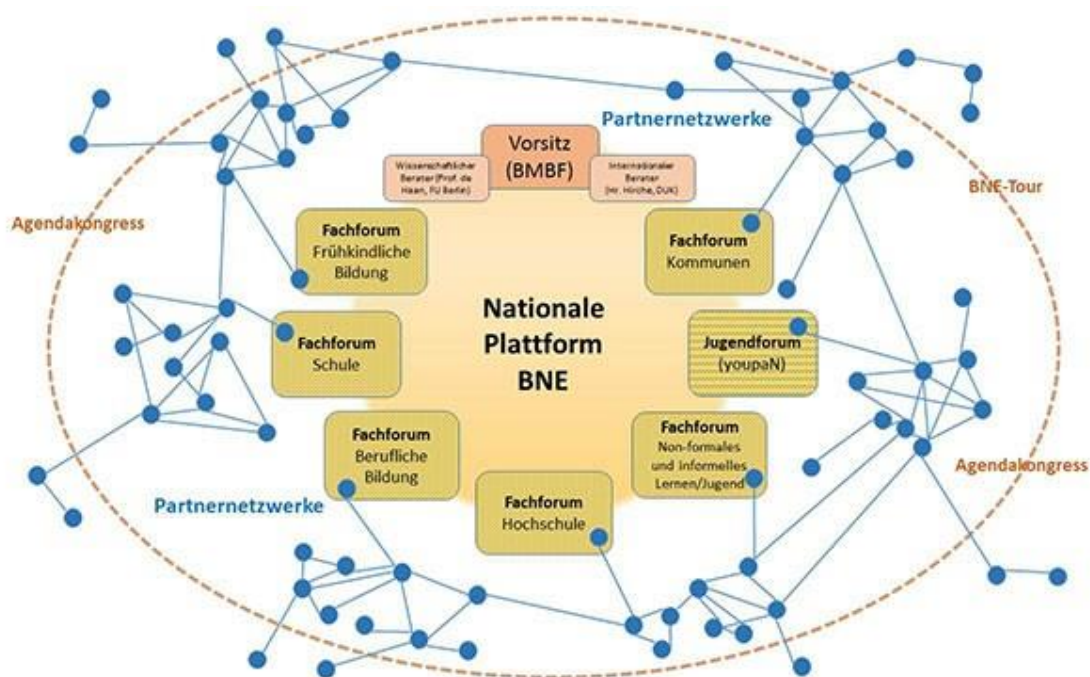 Partnernetzwerke
Vorsitz
(BMBF)
Wissenschaftlicher
Berater (Prof. de
Haan, FU Berlin)
Internationaler
Berater
(Hr. Hirche, DUK)
BNE-Tour
Agendakongress
Fachforum
Frühkindliche
Bildung
Fachforum
Kommunen
Nationale
Plattform
BNE
Fachforum
Schule
Jugendforum
(youpaN)
Fachforum
Berufliche
Bildung
Fachforum
Non-formales
und informelles
Lernen/Jugend
Agendakongress
Partnernetzwerke
Fachforum
Hochschule